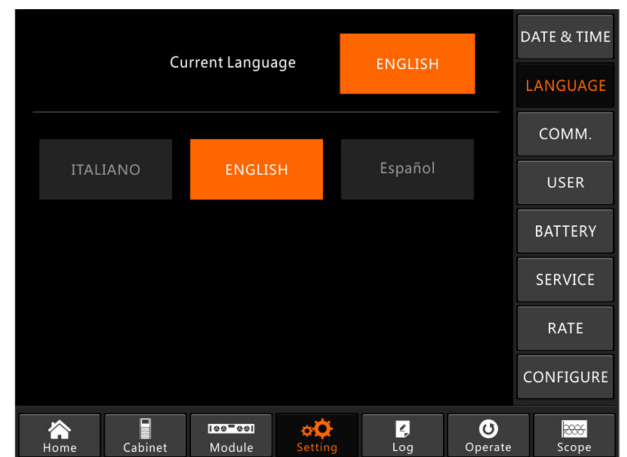 Current Language
ENGLISH
ITALIANO
ENGLISH
Español
DATE & TIME
LANGUAGE
COMM.
USER
BATTERY
SERVICE
RATE
CONFIGURE
Home
Cabinet
Module
Setting
Log
Operate
Scope